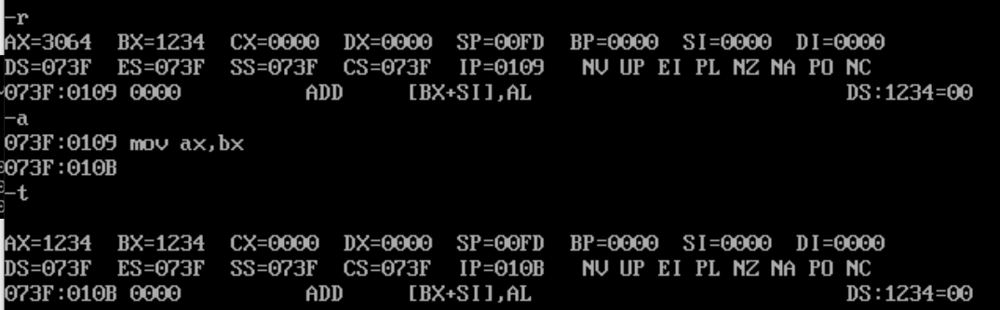 -r
AX=3064 BX=1234 CX=0000 DX=0000 SP=00FD BP=0000 SI=0000 DI=0000
DS=073F ES=073F SS=073F CS=073F IP=0109 NV UP EI PL NZ NA PO NC
073F:0109 0000 ADD [BX+SI],AL DS:1234=00
-a
073F:0109 mov ax,bx
073F:010B
-t
AX=1234 BX=1234 CX=0000 DX=0000 SP=00FD BP=0000 SI=0000 DI=0000
DS=073F ES=073F SS=073F CS=073F IP=010B NV UP EI PL NZ NA PO NC
073F:010B 0000 ADD [BX+SI],AL DS:1234=00